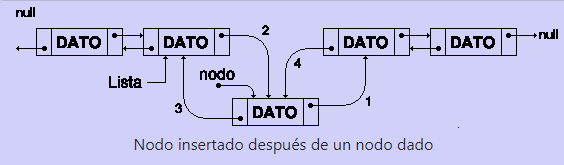 null
DATO DATO 2 4 DATO DATO null
Lista nodo
3 DATO 1
Nodo insertado después de un nodo dado